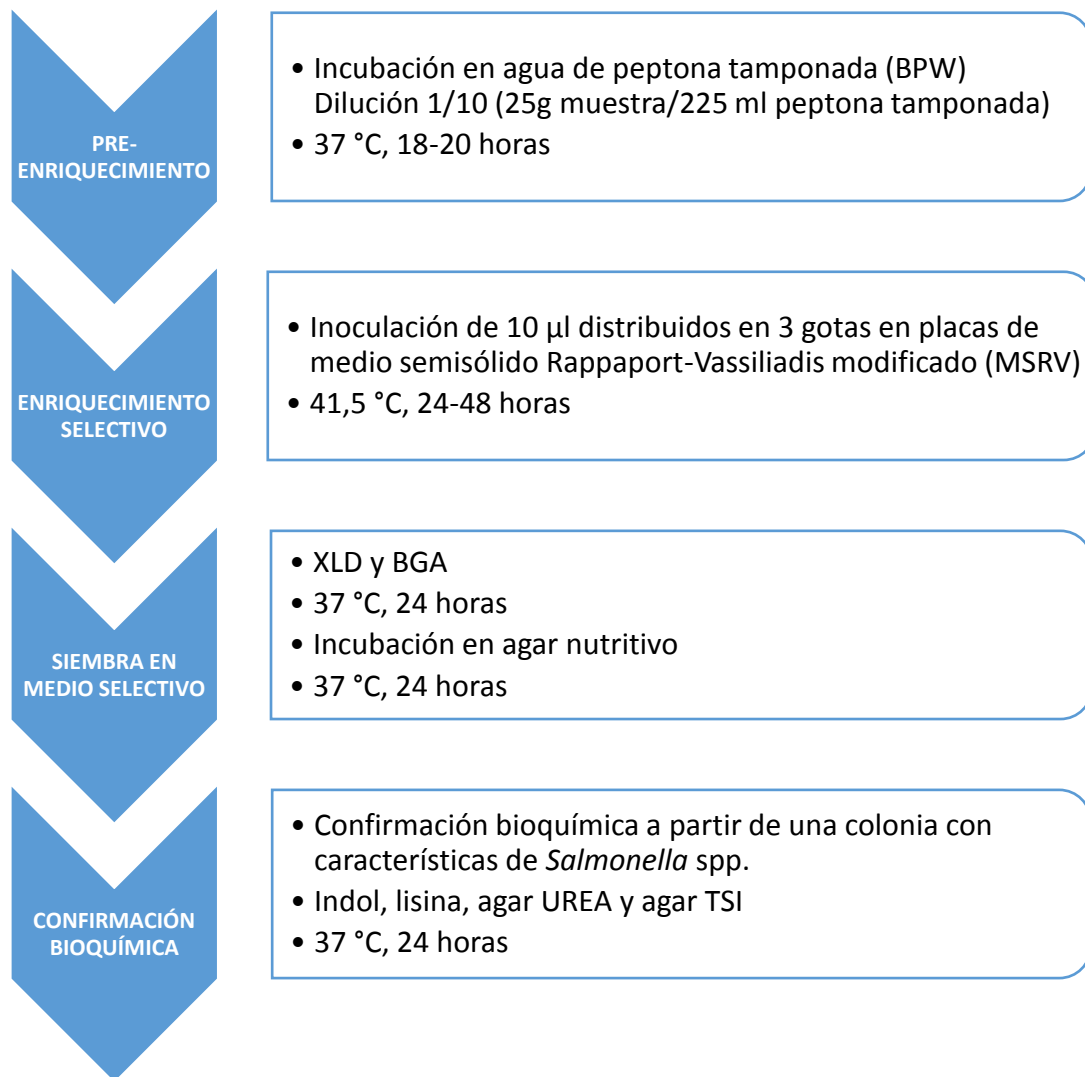 PRE-
ENRIQUECIMIENTO
• Incubación en agua de peptona tamponada (BPW)
Dilución 1/10 (25g muestra/225 ml peptona tamponada)
• 37 °C, 18-20 horas
ENRIQUECIMIENTO
SELECTIVO
• Inoculación de 10 µl distribuidos en 3 gotas en placas de
medio semisólido Rappaport-Vassiliadis modificado (MSRV)
• 41,5 °C, 24-48 horas
SIEMBRA EN
MEDIO SELECTIVO
• XLD y BGA
• 37 °C, 24 horas
• Incubación en agar nutritivo
• 37 °C, 24 horas
CONFIRMACIÓN
BIOQUÍMICA
• Confirmación bioquímica a partir de una colonia con
características de Salmonella spp.
• Indol, lisina, agar UREA y agar TSI
• 37 °C, 24 horas